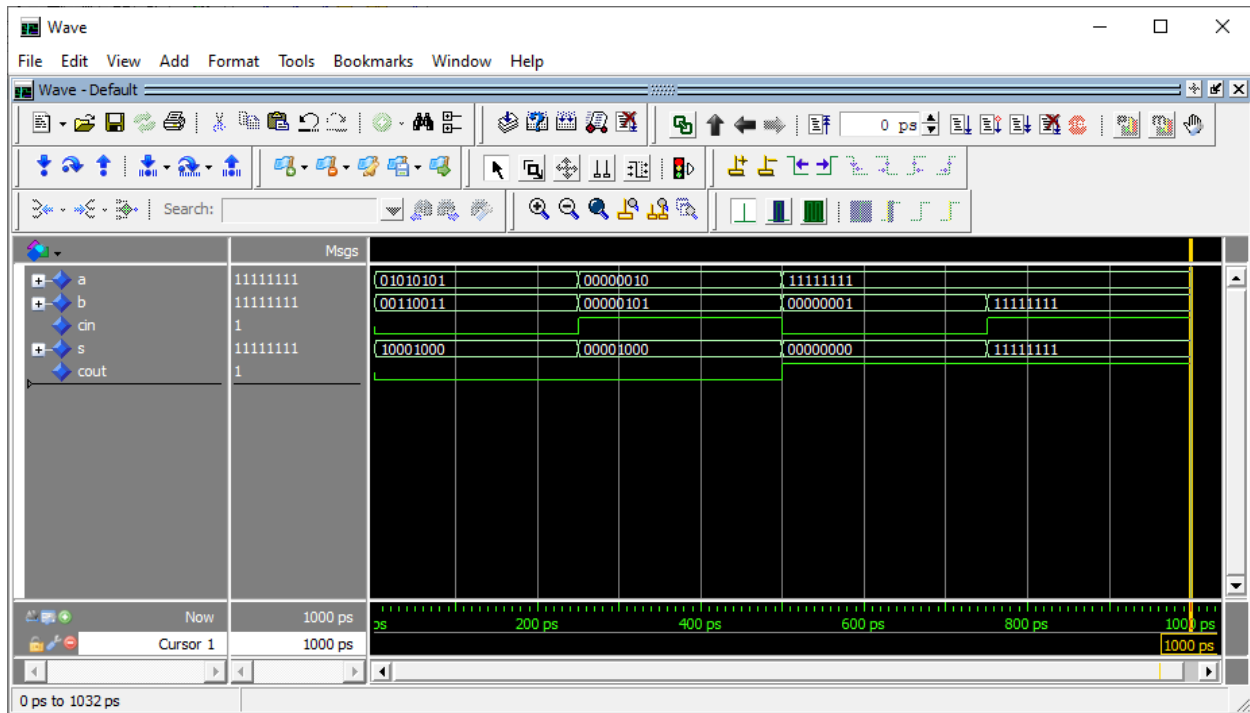 Wave
File Edit View Add Format Tools Bookmarks Window Help
Wave - Default
0 ps
Search:
Msgs
a 11111111 01010101 00000010 11111111
b 11111111 00110011 00000101 00000001 11111111
cin 1
s 11111111 10001000 00001000 00000000 11111111
cout 1
Now 1000 ps ps 200 ps 400 ps 600 ps 800 ps 1000 ps
Cursor 1 1000 ps 1000 ps
0 ps to 1032 ps